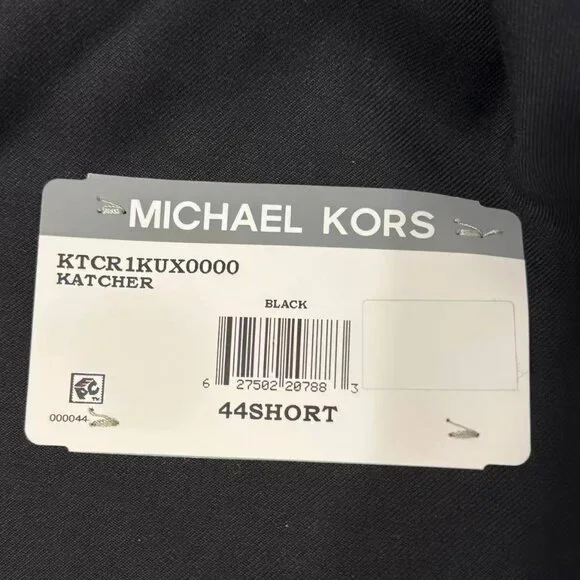 MICHAEL KORS
KTCR1KUX0000
KATCHER
BLACK
6 27502 20788 3
44SHORT
000044